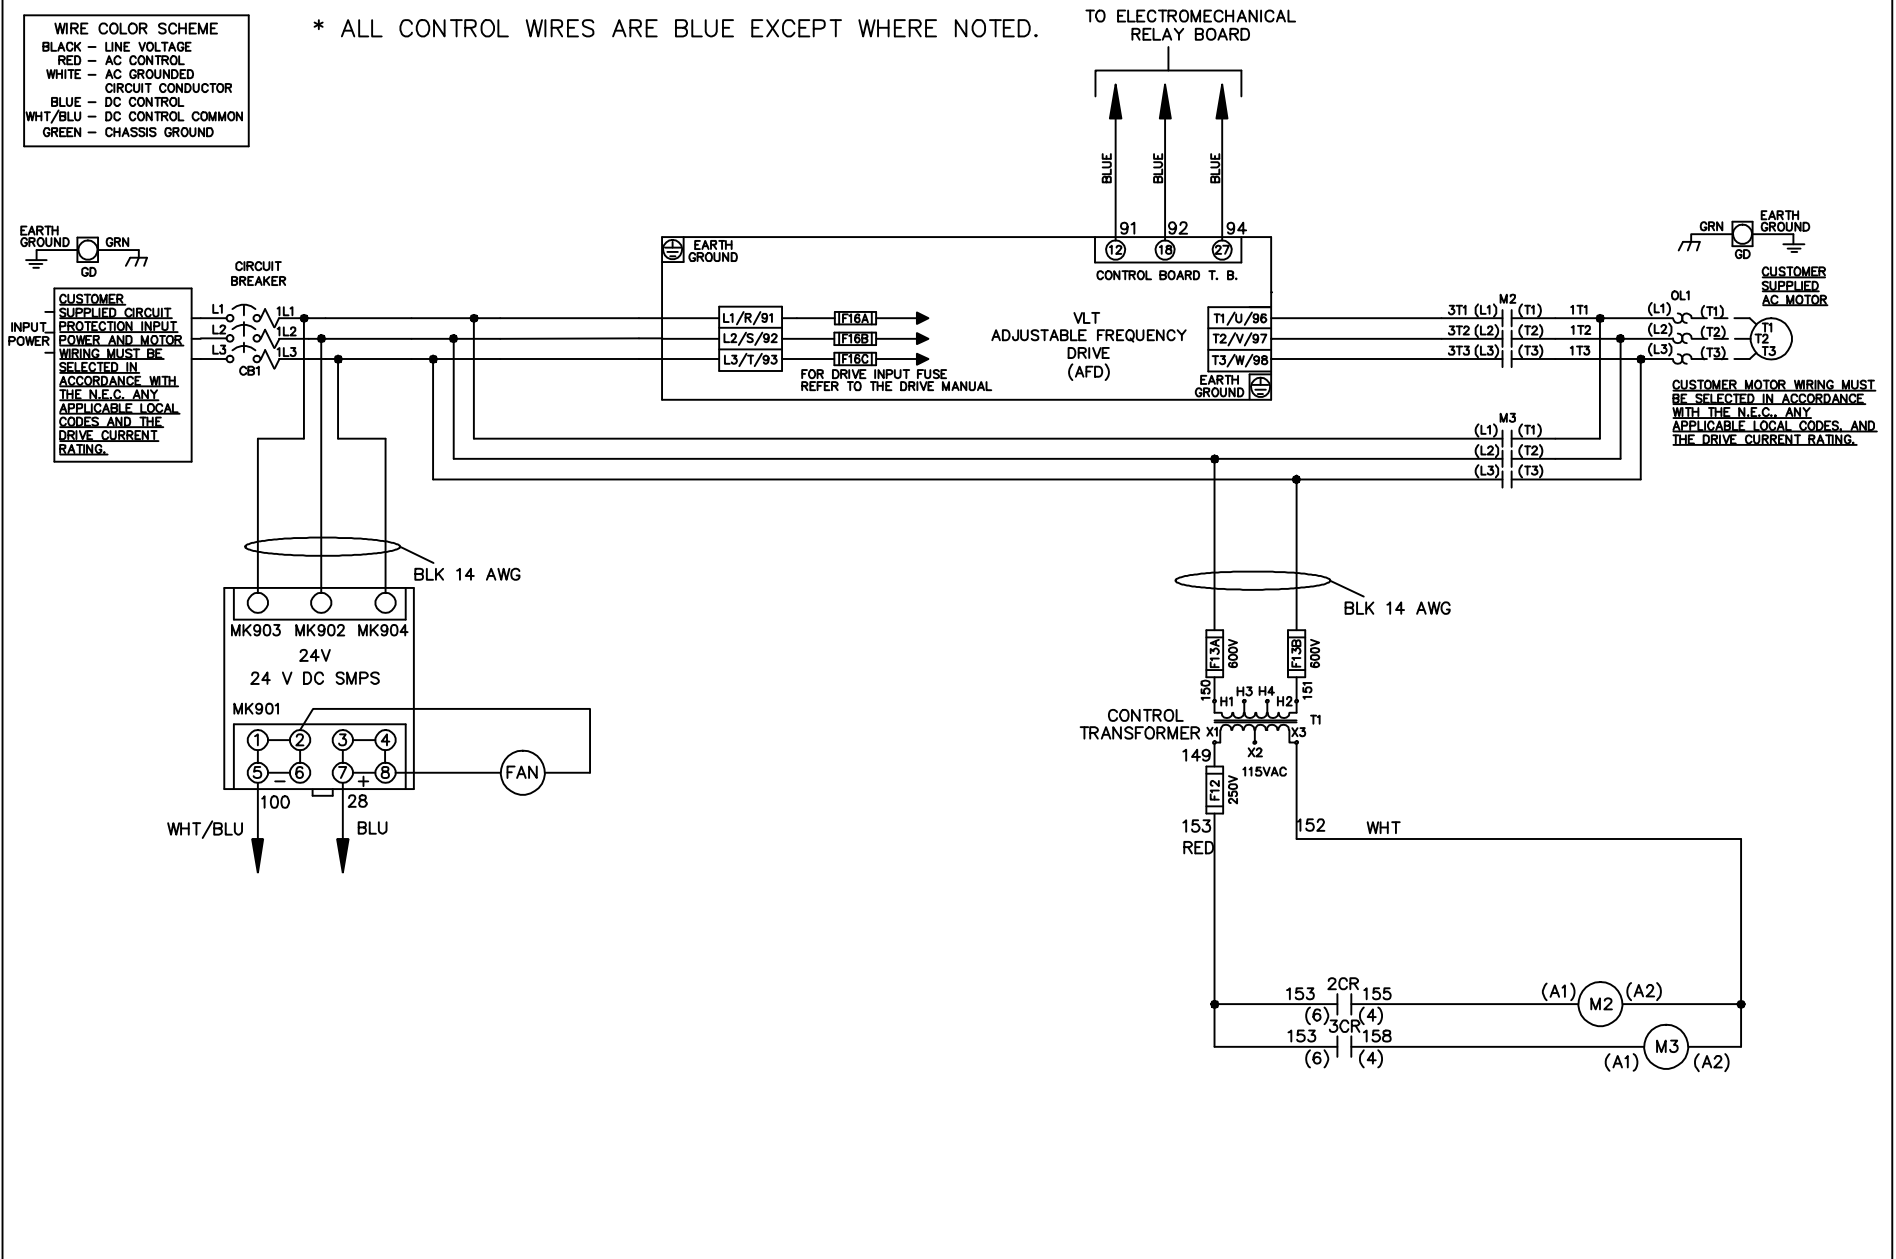 WIRE COLOR SCHEME
BLACK – LINE VOLTAGE
RED – AC CONTROL
WHITE – AC GROUNDED
CIRCUIT CONDUCTOR
BLUE – DC CONTROL
WHT/BLU – DC CONTROL COMMON
GREEN – CHASSIS GROUND
* ALL CONTROL WIRES ARE BLUE EXCEPT WHERE NOTED.
TO ELECTROMECHANICAL
RELAY BOARD
BLUE
BLUE
BLUE
91 92 94
12 18 27
CONTROL BOARD T. B.
EARTH
GROUND
GRN
GD
CIRCUIT
BREAKER
INPUT
POWER
CUSTOMER
SUPPLIED CIRCUIT
PROTECTION INPUT
POWER AND MOTOR
WIRING MUST BE
SELECTED IN
ACCORDANCE WITH
THE N.E.C. ANY
APPLICABLE LOCAL
CODES AND THE
DRIVE CURRENT
RATING.
L1 1L1
L2 1L2
L3 1L3
CB1
EARTH
GROUND
L1/R/91 F16A
L2/S/92 F16B
L3/T/93 F16C
FOR DRIVE INPUT FUSE
REFER TO THE DRIVE MANUAL
VLT
ADJUSTABLE FREQUENCY
DRIVE
(AFD)
T1/U/96
T2/V/97
T3/W/98
EARTH
GROUND
M2
3T1 (L1) (T1) 1T1
3T2 (L2) (T2) 1T2
3T3 (L3) (T3) 1T3
OL1
(L1) (T1)
(L2) (T2)
(L3) (T3)
T1
T2
T3
GRN
GD
EARTH
GROUND
CUSTOMER
SUPPLIED
AC MOTOR
CUSTOMER MOTOR WIRING MUST
BE SELECTED IN ACCORDANCE
WITH THE N.E.C., ANY
APPLICABLE LOCAL CODES, AND
THE DRIVE CURRENT RATING.
M3
(L1) (T1)
(L2) (T2)
(L3) (T3)
BLK 14 AWG
MK903 MK902 MK904
24V
24 V DC SMPS
MK901
1 2 3 4
5 – 6 7 + 8
FAN
100 28
WHT/BLU BLU
BLK 14 AWG
F13A 600V
F13B 600V
150 151
H1 H3 H4 H2
T1
CONTROL
TRANSFORMER
X1 X3
X2
149
115VAC
F12 250V
153
RED
152 WHT
2CR
153 155
(6) (4)
(A1) M2 (A2)
3CR
153 158
(6) (4)
(A1) M3 (A2)